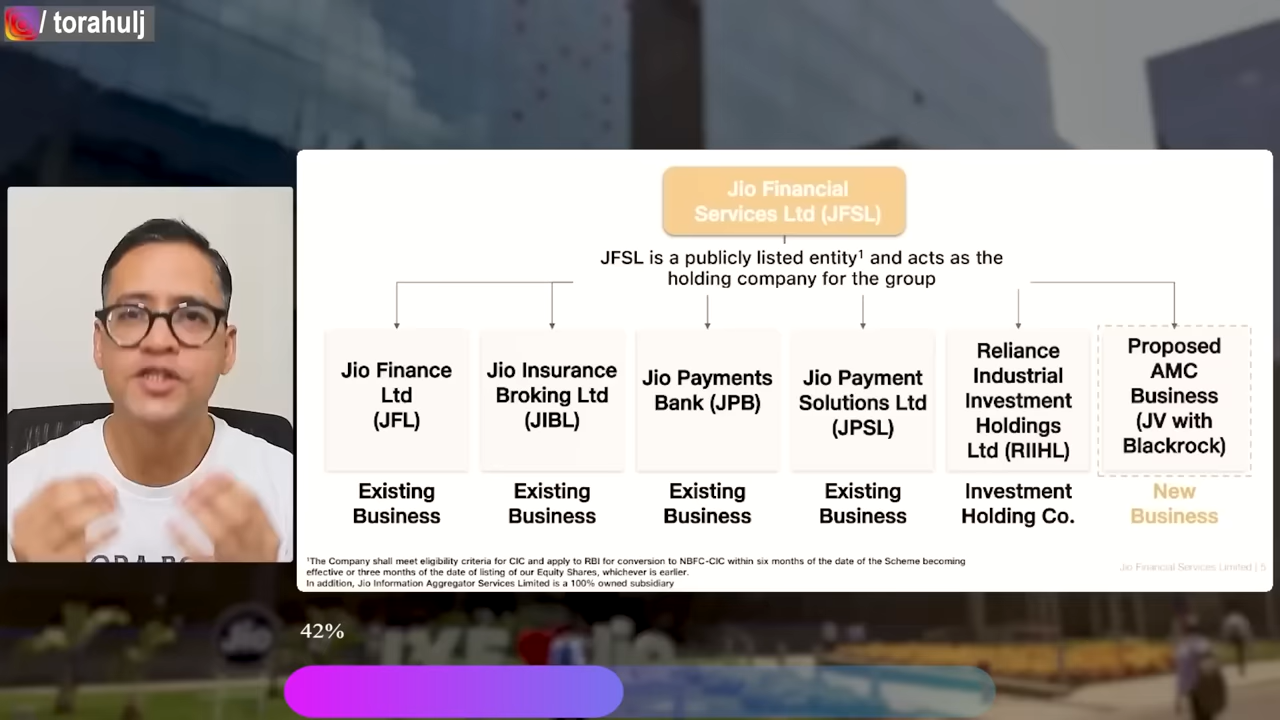 / torahulj
Jio Financial
Services Ltd (JFSL)
JFSL is a publicly listed entity¹ and acts as the
holding company for the group
Jio Finance
Ltd
(JFL)
Jio Insurance
Broking Ltd
(JIBL)
Jio Payments
Bank (JPB)
Jio Payment
Solutions Ltd
(JPSL)
Reliance
Industrial
Investment
Holdings
Ltd (RIIHL)
Proposed
AMC
Business
(JV with
Blackrock)
Existing
Business
Existing
Business
Existing
Business
Existing
Business
Investment
Holding Co.
New
Business
¹The Company shall meet eligibility criteria for CIC and apply to RBI for conversion to NBFC-CIC within six months of the date of the Scheme becoming
effective or three months of the date of listing of our Equity Shares, whichever is earlier.
In addition, Jio Information Aggregator Services Limited is a 100% owned subsidiary
Jio Financial Services Limited | 5
42%
Jio